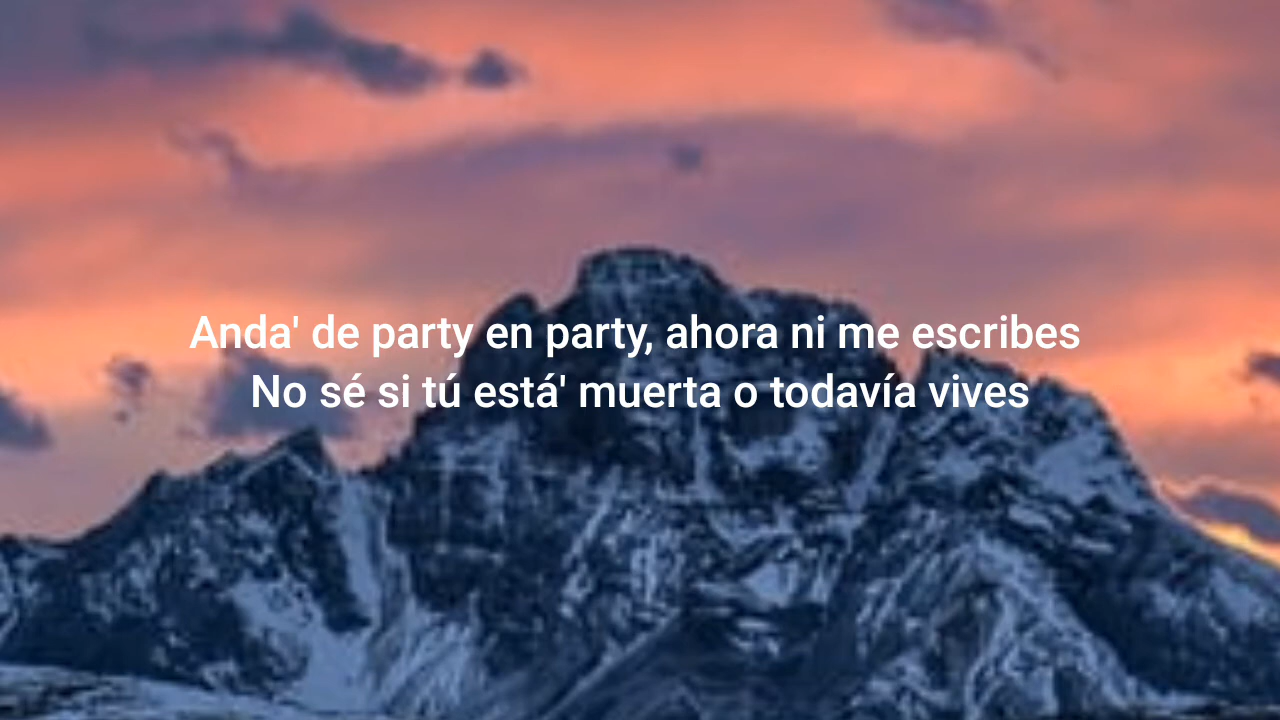 Anda' de party en party, ahora ni me escribes
No sé si tú está' muerta o todavía vives